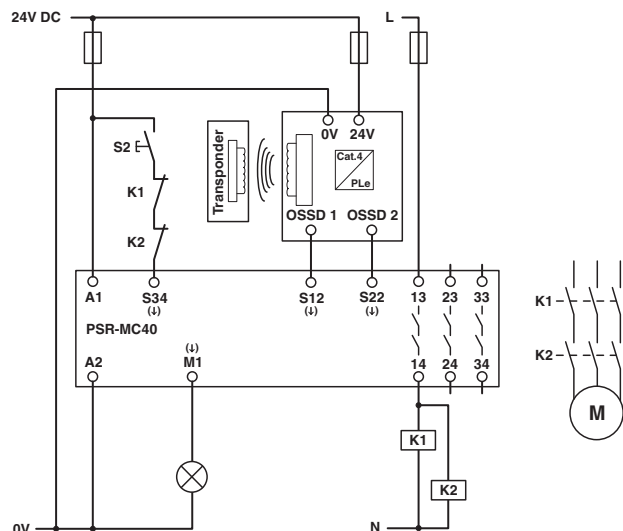 24V DC
L
0V 24V
S2
Transponder
Cat.4
PLe
K1
OSSD 1 OSSD 2
K2
A1 S34 S12 S22 13 23 33
(↓) (↓) (↓)
PSR-MC40
(↓)
A2 M1 14 24 34
K1
K2
0V N
K1
K2
M